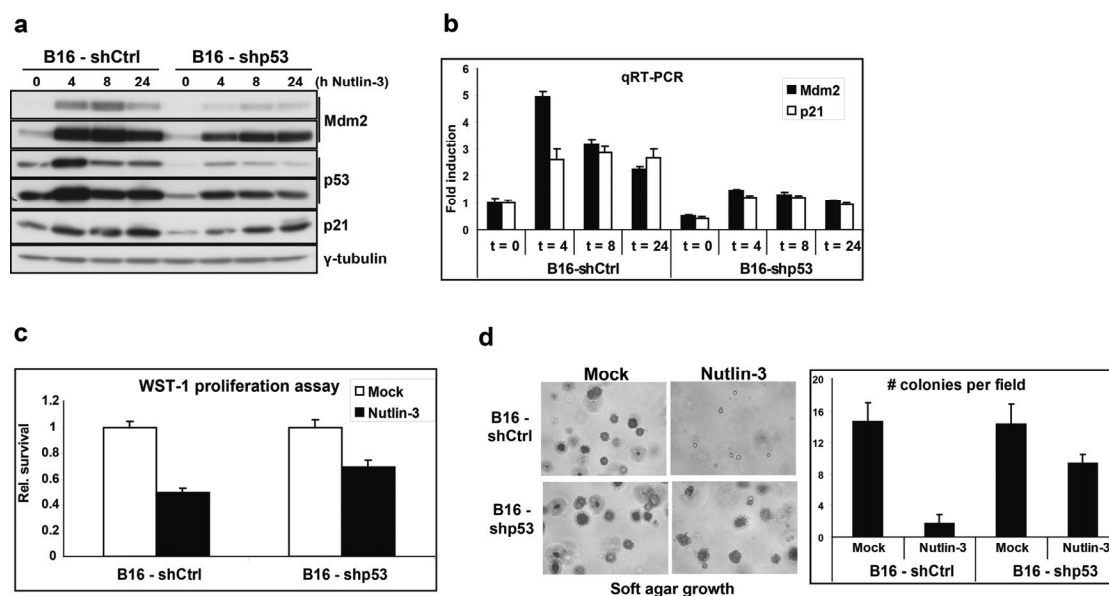 a
B16 - shCtrl B16 - shp53
0 4 8 24 0 4 8 24 (h Nutlin-3)
Mdm2
p53
p21
γ-tubulin
b
qRT-PCR
Mdm2
p21
Fold induction
6
5
4
3
2
1
0
t = 0 t = 4 t = 8 t = 24 t = 0 t = 4 t = 8 t = 24
B16-shCtrl B16-shp53
c
WST-1 proliferation assay
Mock
Nutlin-3
Rel. survival
1.2
1
0.8
0.6
0.4
0.2
0
B16 - shCtrl B16 - shp53
d
Mock Nutlin-3
B16 -
shCtrl
B16 -
shp53
Soft agar growth
# colonies per field
20
16
12
8
4
0
Mock Nutlin-3 Mock Nutlin-3
B16 - shCtrl B16 - shp53